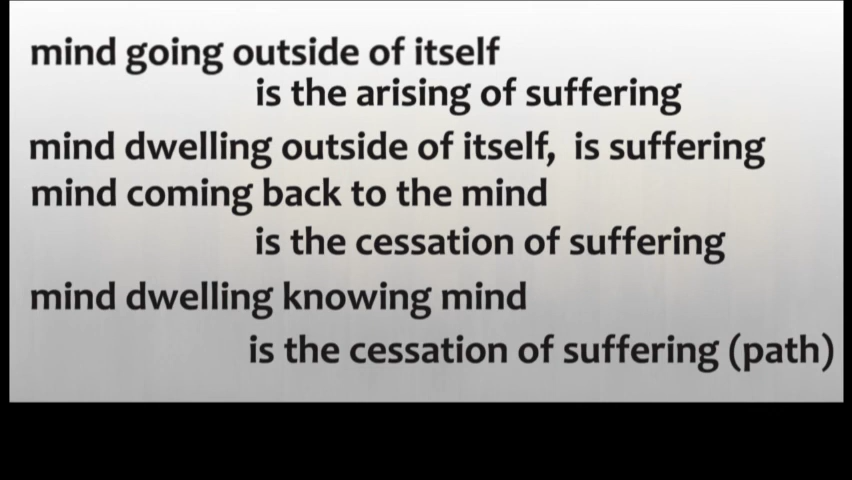 mind going outside of itself
is the arising of suffering
mind dwelling outside of itself, is suffering
mind coming back to the mind
is the cessation of suffering
mind dwelling knowing mind
is the cessation of suffering (path)